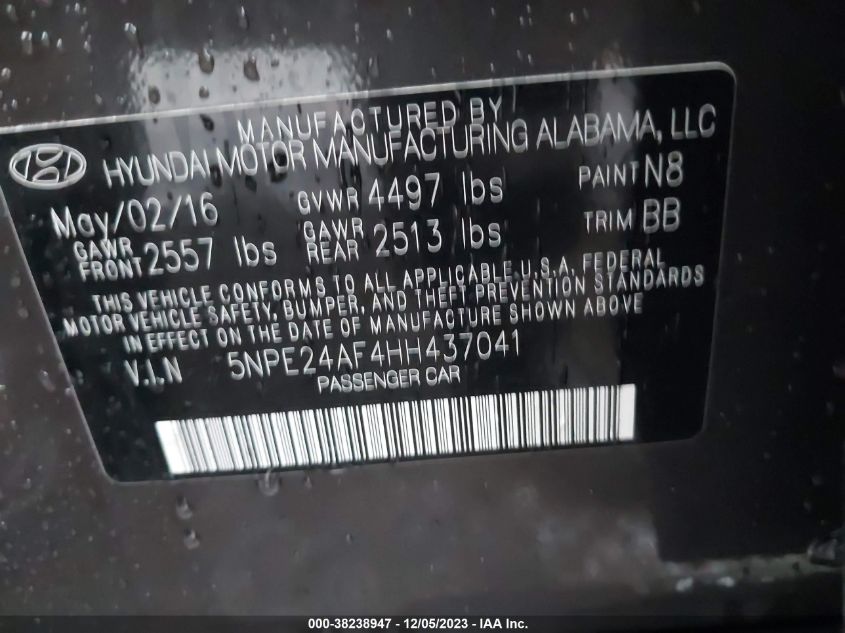 MANUFACTURED BY
HYUNDAI MOTOR MANUFACTURING ALABAMA, LLC
May/02/16 GVWR 4497 lbs PAINT N8
GAWR FRONT 2557 lbs GAWR REAR 2513 lbs TRIM BB
THIS VEHICLE CONFORMS TO ALL APPLICABLE U.S.A. FEDERAL
MOTOR VEHICLE SAFETY, BUMPER, AND THEFT PREVENTION STANDARDS
IN EFFECT ON THE DATE OF MANUFACTURE SHOWN ABOVE
V.I.N 5NPE24AF4HH437041
PASSENGER CAR
000-38238947 - 12/05/2023 - IAA Inc.